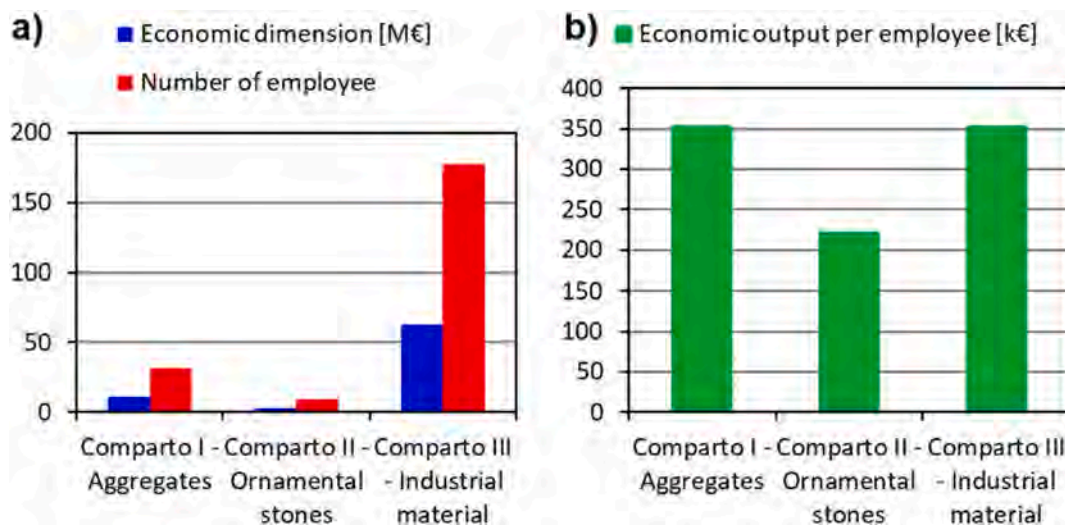 a)
Economic dimension [M€]
Number of employee
200
150
100
50
0
Comparto I - Comparto II - Comparto III
Aggregates Ornamental - Industrial
stones material
b)
Economic output per employee [k€]
400
350
300
250
200
150
100
50
0
Comparto I - Comparto II - Comparto III
Aggregates Ornamental - Industrial
stones material